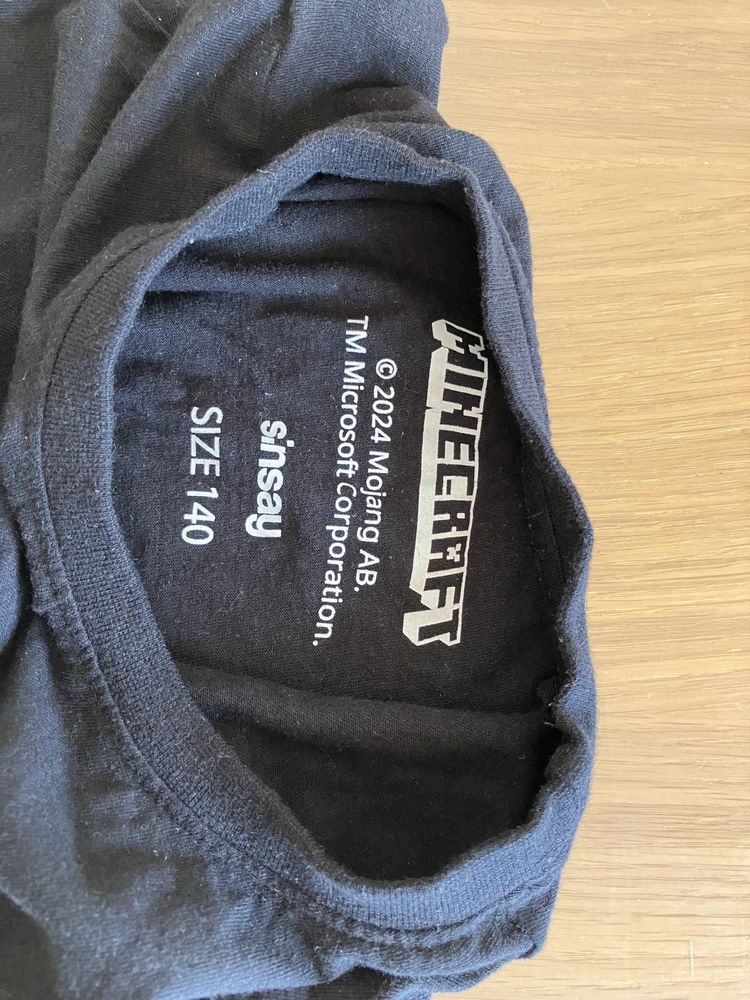 MINECRAFT
© 2024 Mojang AB.
TM Microsoft Corporation.
sinsay
SIZE 140